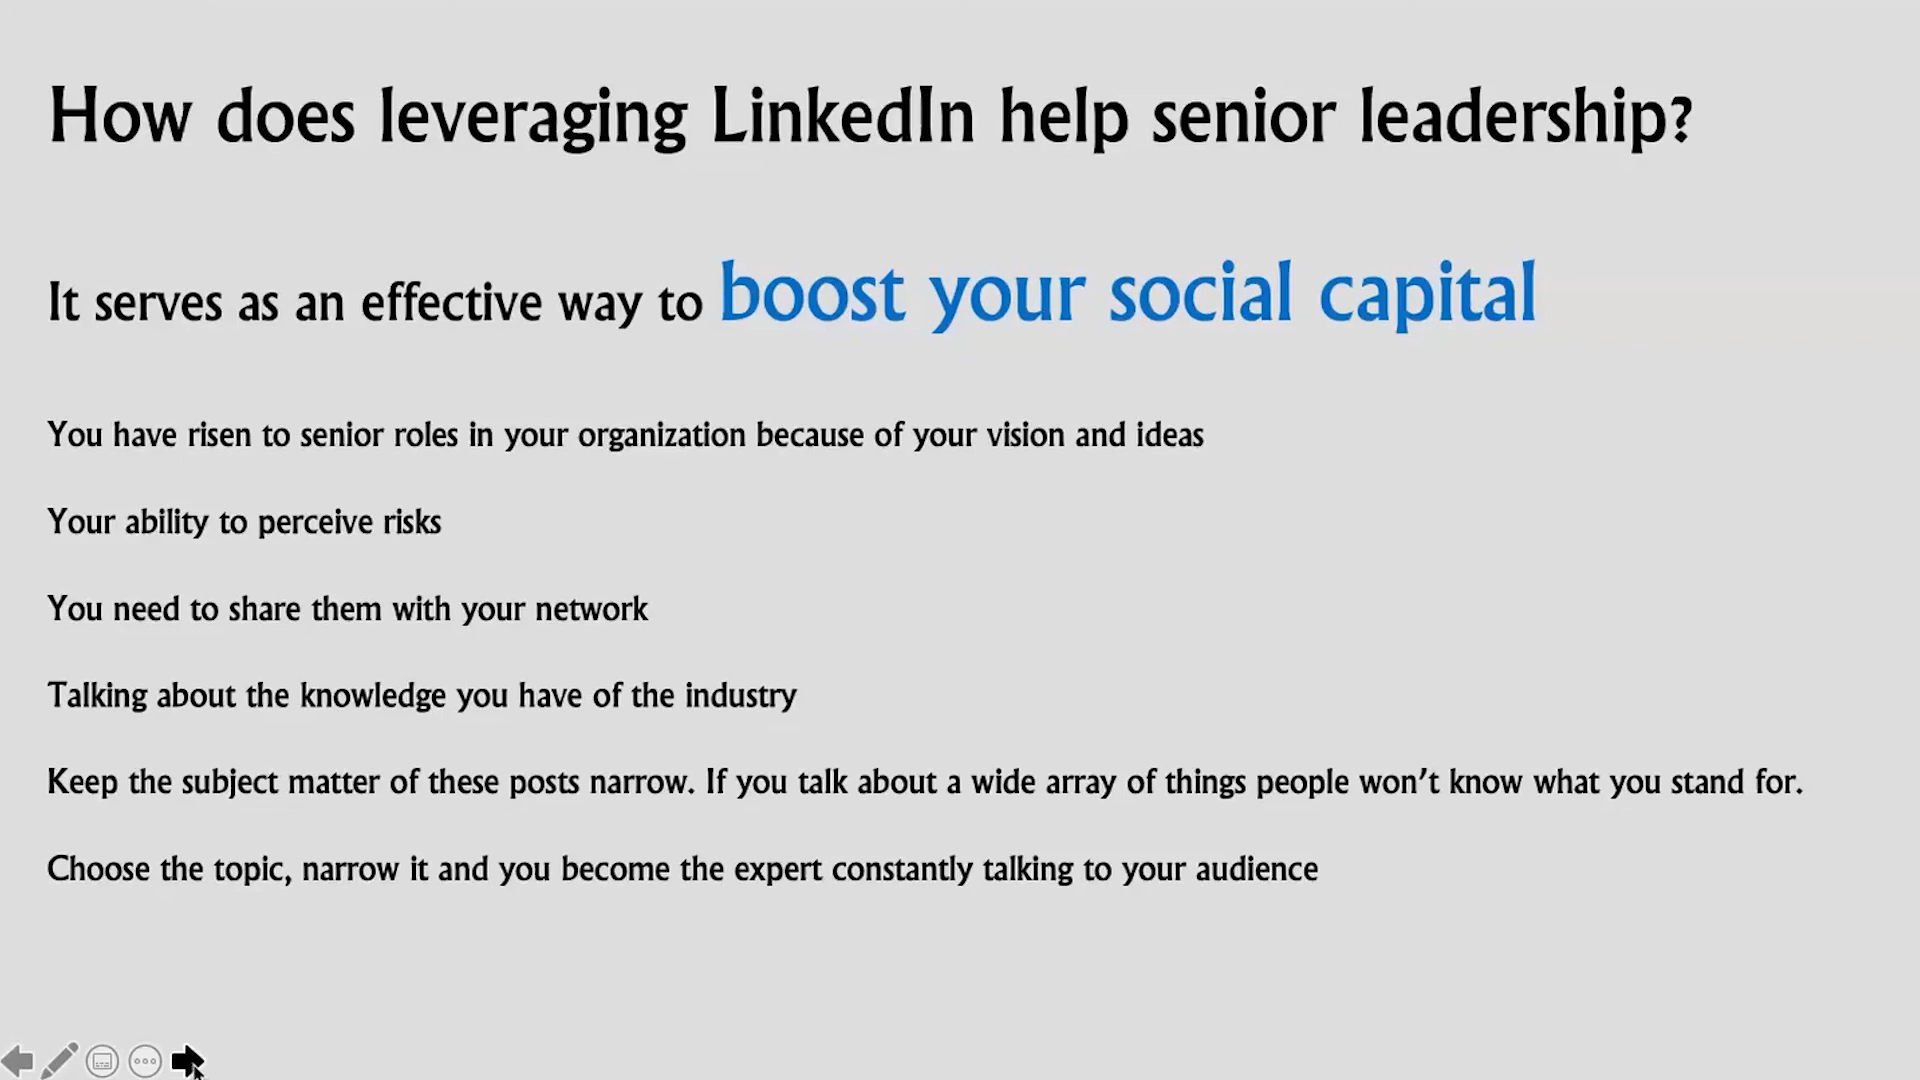 How does leveraging LinkedIn help senior leadership?
It serves as an effective way to boost your social capital
You have risen to senior roles in your organization because of your vision and ideas
Your ability to perceive risks
You need to share them with your network
Talking about the knowledge you have of the industry
Keep the subject matter of these posts narrow. If you talk about a wide array of things people won’t know what you stand for.
Choose the topic, narrow it and you become the expert constantly talking to your audience